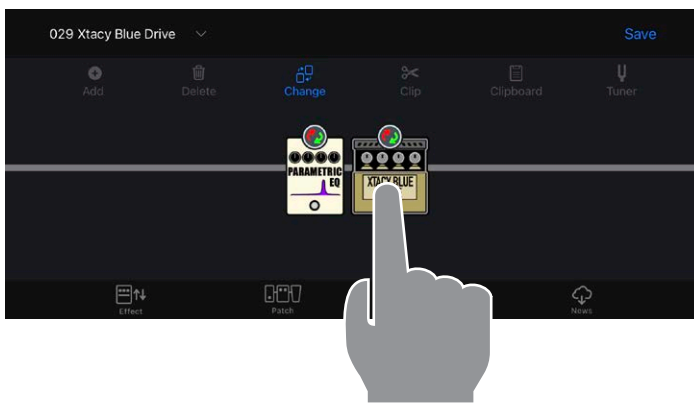 029 Xtacy Blue Drive
Save
Add
Delete
Change
Clip
Clipboard
Tuner
PARAMETRIC
EQ
XTACY BLUE
Effect
Patch
News